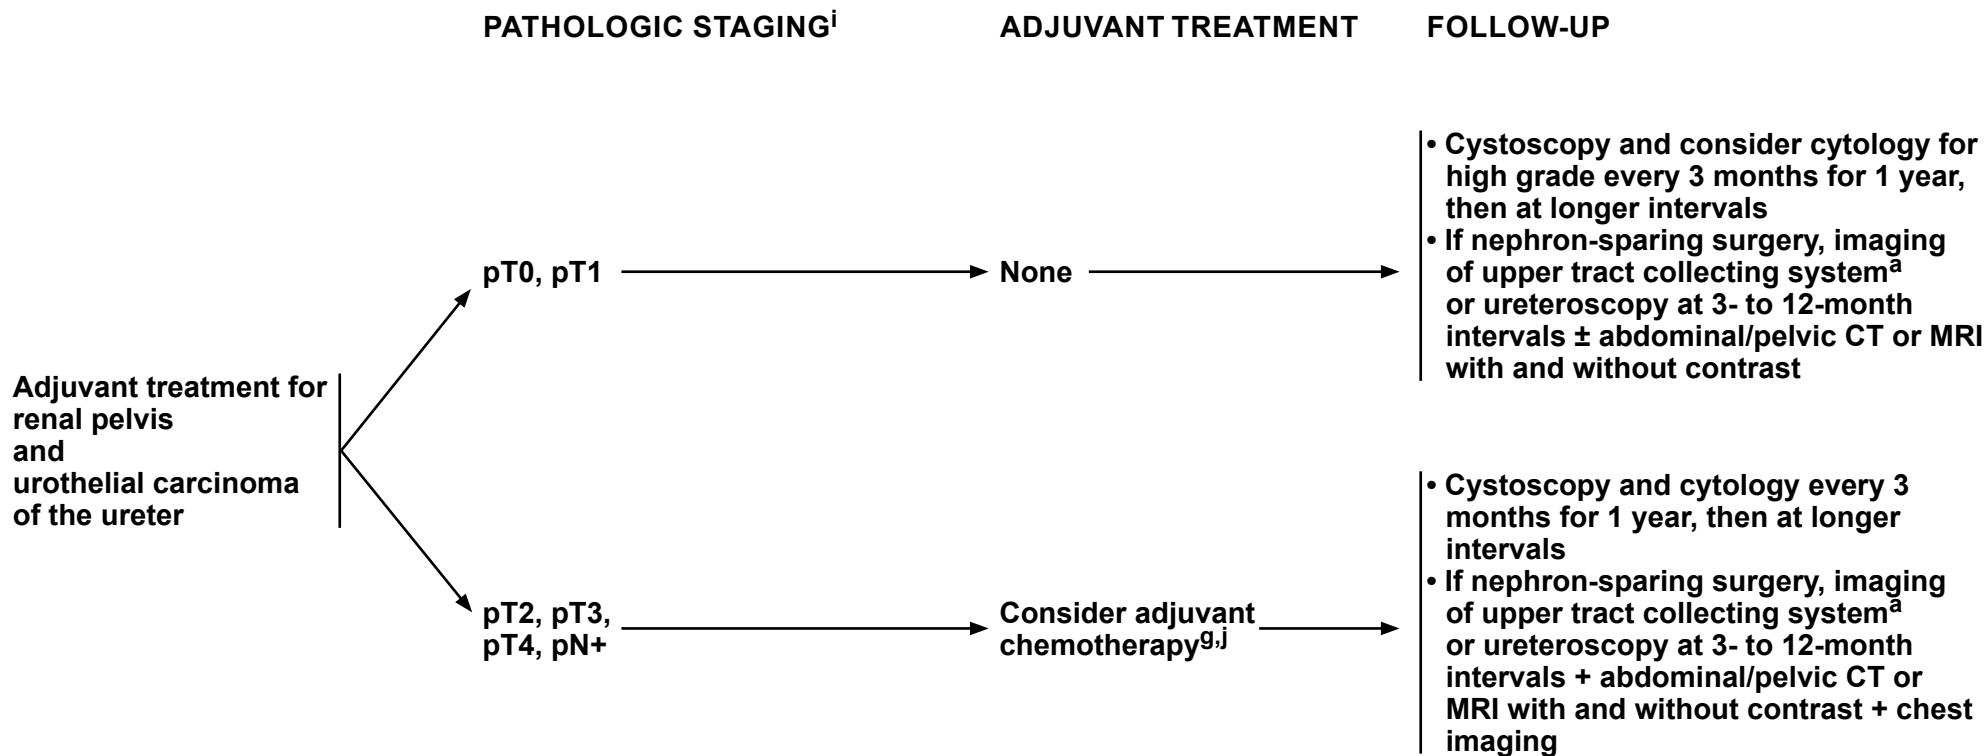 PATHOLOGIC STAGINGi
ADJUVANT TREATMENT
FOLLOW-UP
Adjuvant treatment for
renal pelvis
and
urothelial carcinoma
of the ureter
pT0, pT1
None
• Cystoscopy and consider cytology for
high grade every 3 months for 1 year,
then at longer intervals
• If nephron-sparing surgery, imaging
of upper tract collecting systema
or ureteroscopy at 3- to 12-month
intervals ± abdominal/pelvic CT or MRI
with and without contrast
pT2, pT3,
pT4, pN+
Consider adjuvant
chemotherapyg,j
• Cystoscopy and cytology every 3
months for 1 year, then at longer
intervals
• If nephron-sparing surgery, imaging
of upper tract collecting systema
or ureteroscopy at 3- to 12-month
intervals + abdominal/pelvic CT or
MRI with and without contrast + chest
imaging